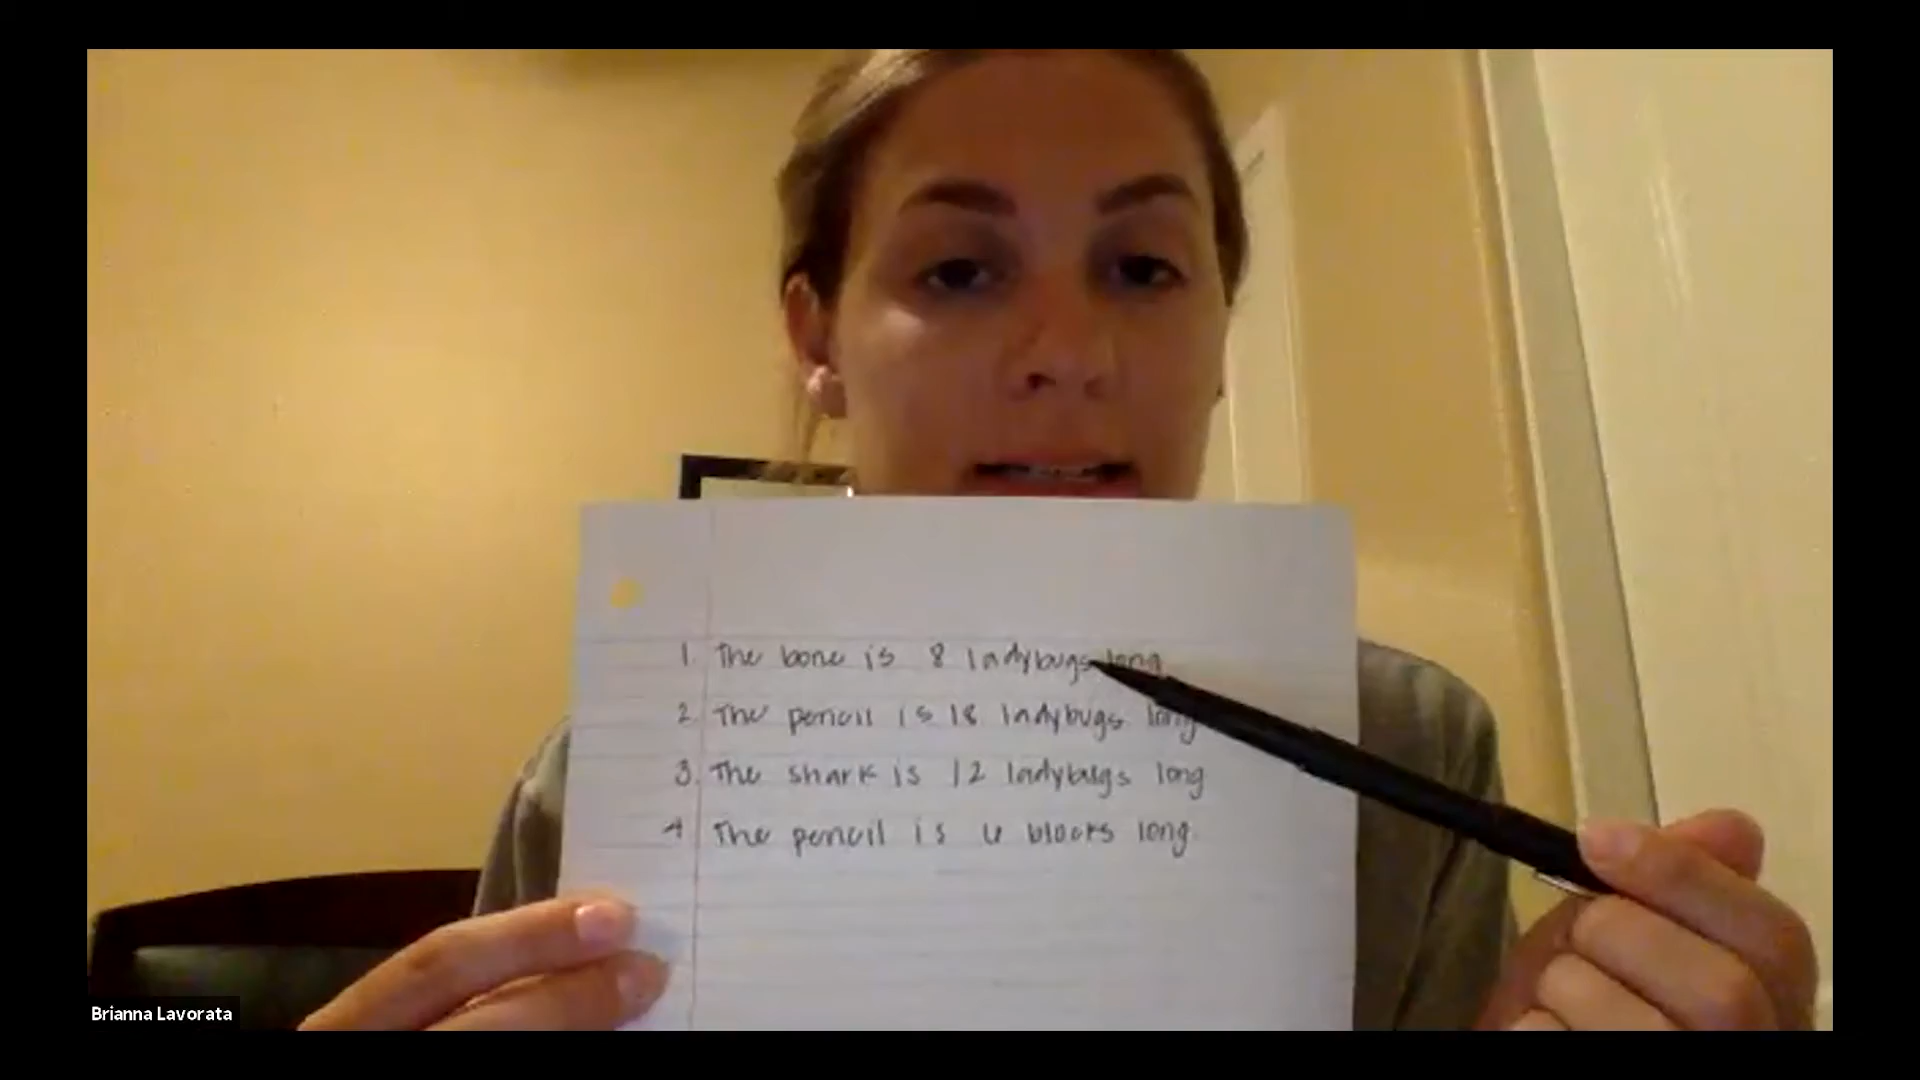 1. The bone is 8 ladybugs long
2. The pencil is 18 ladybugs long
3. The shark is 12 ladybugs long
4 The pencil is 6 blocks long.
Brianna Lavorata